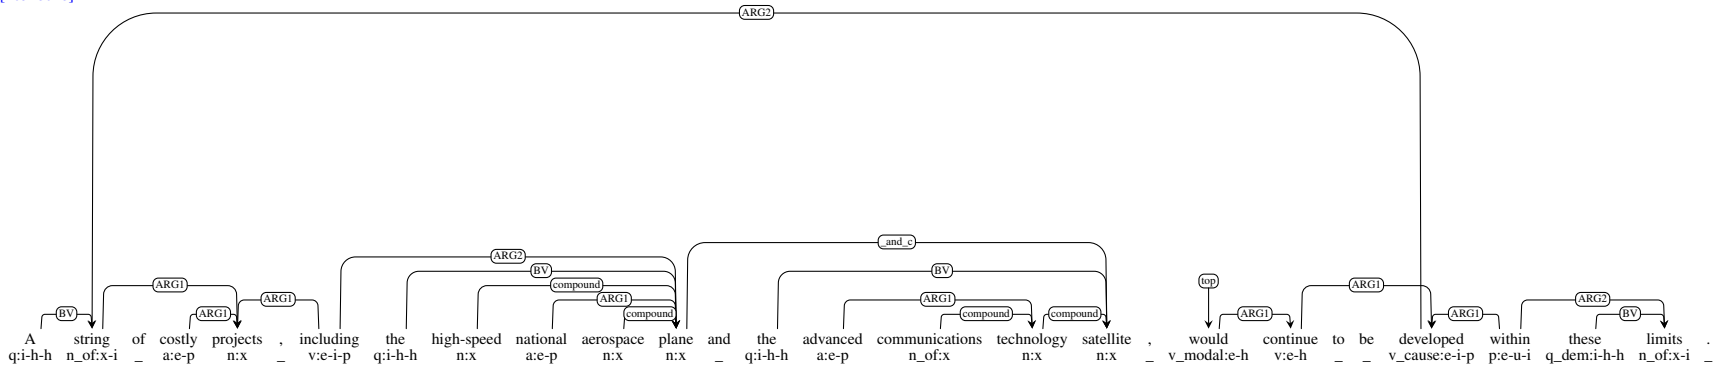 ARG2
_and_c
ARG2
BV BV
ARG1 compound top ARG1
ARG1 ARG1 ARG1 ARG2
BV ARG1 compound compound compound ARG1 ARG1 BV
A string of costly projects , including the high-speed national aerospace plane and the advanced communications technology satellite , would continue to be developed within these limits .
q:i-h-h n_of:x-i _ a:e-p n:x _ v:e-i-p q:i-h-h n:x a:e-p n:x n:x _ q:i-h-h a:e-p n_of:x n:x n:x _ v_modal:e-h v:e-h _ _ v_cause:e-i-p p:e-u-i q_dem:i-h-h n_of:x-i _